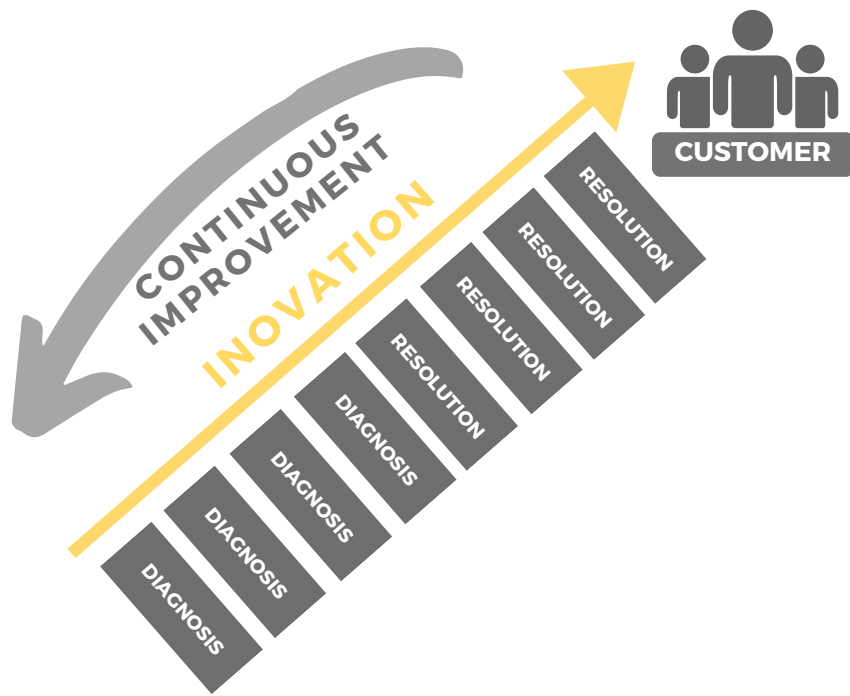 CUSTOMER
CONTINUOUS
IMPROVEMENT
INOVATION
DIAGNOSIS
DIAGNOSIS
DIAGNOSIS
DIAGNOSIS
RESOLUTION
RESOLUTION
RESOLUTION
RESOLUTION